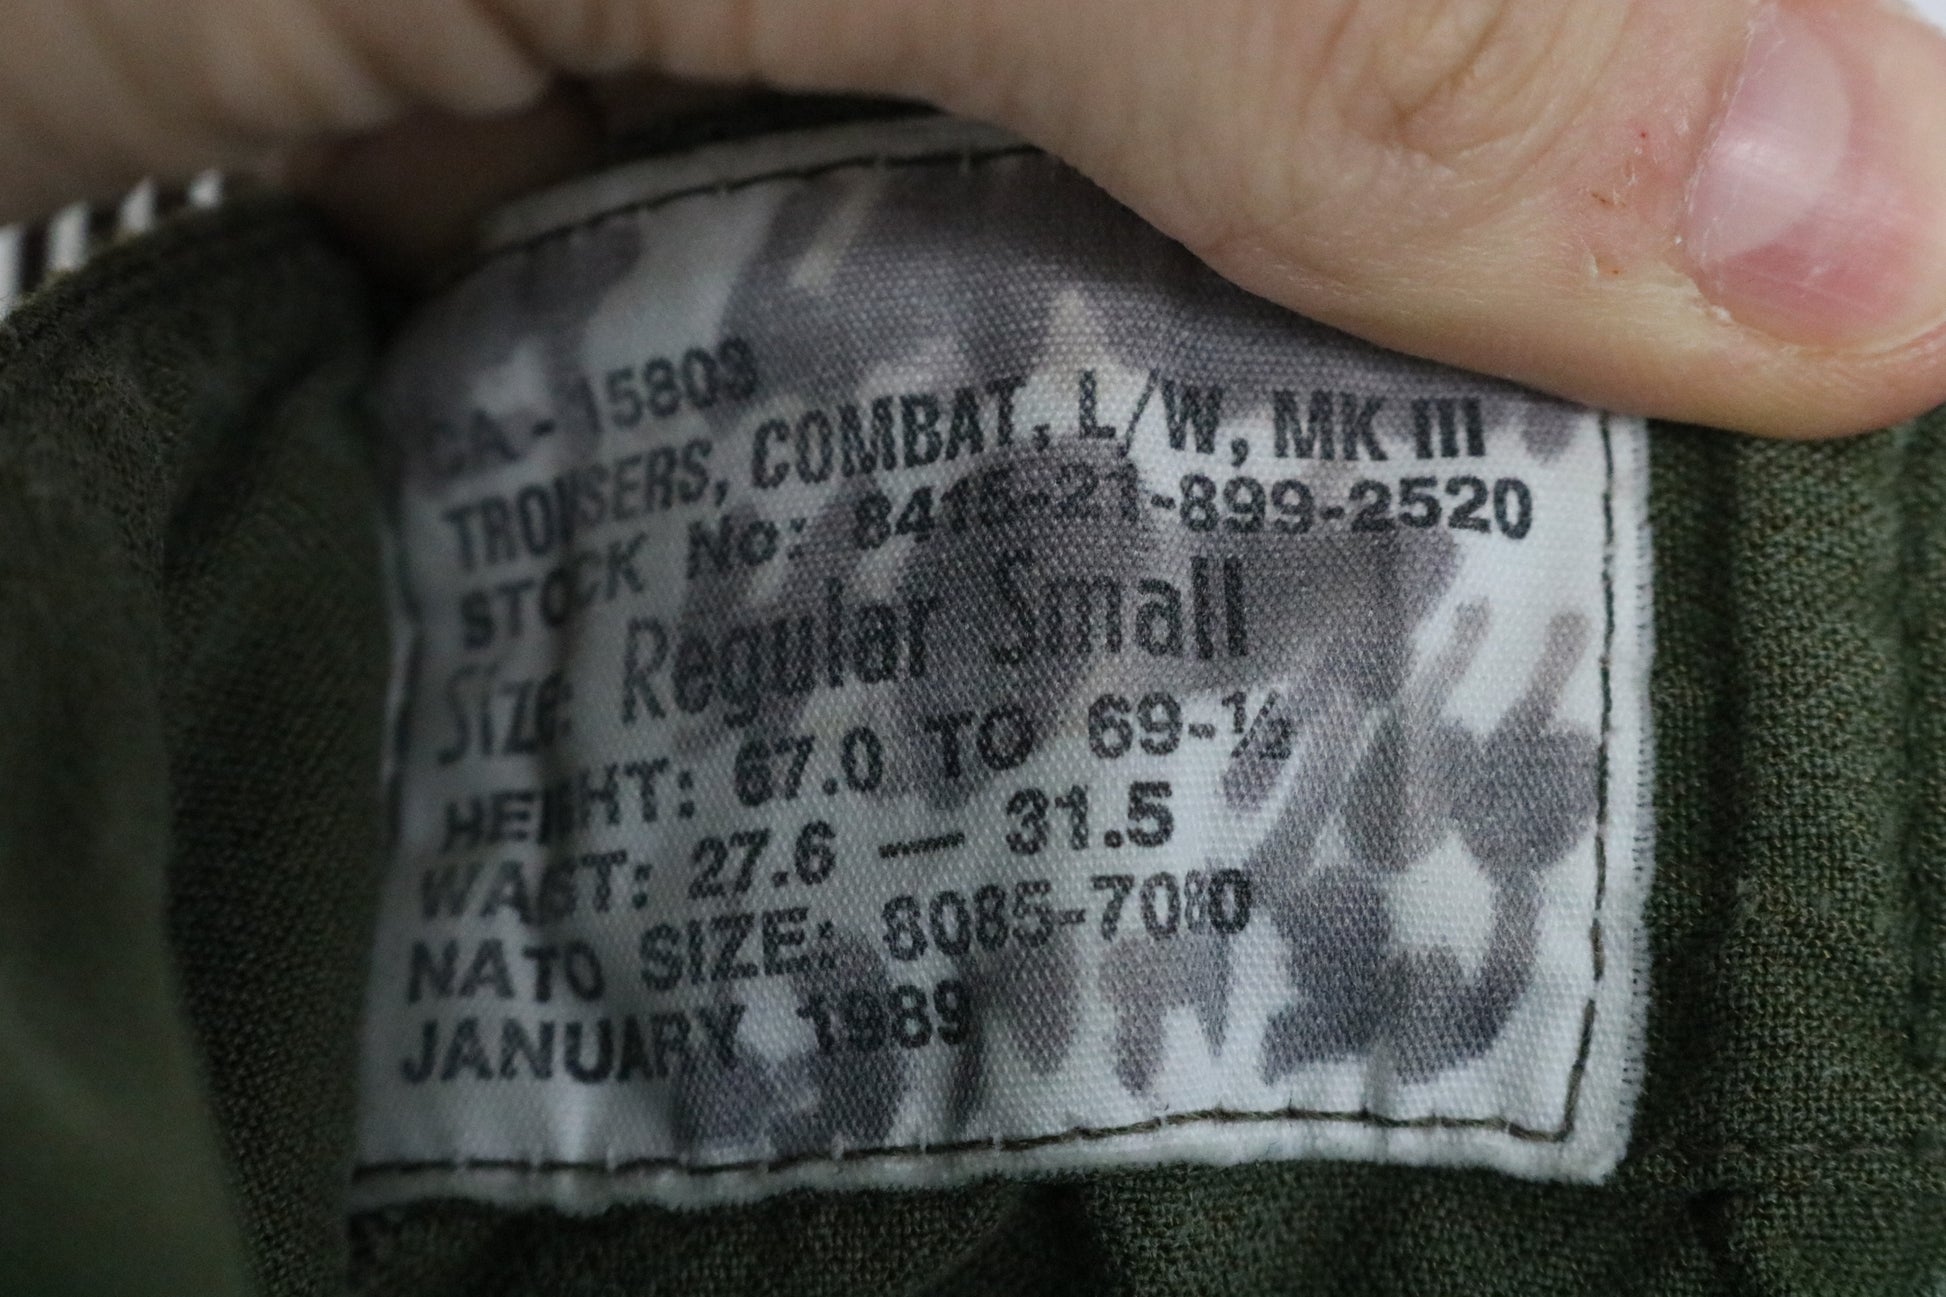 CA - 15803
TROUSERS, COMBAT, L/W, MK III
STOCK No: 8415-21-899-2520
Size: Regular Small
HEIGHT: 67.0 TO 69-½
WAIST: 27.6 — 31.5
NATO SIZE: 6085-7080
JANUARY 1989